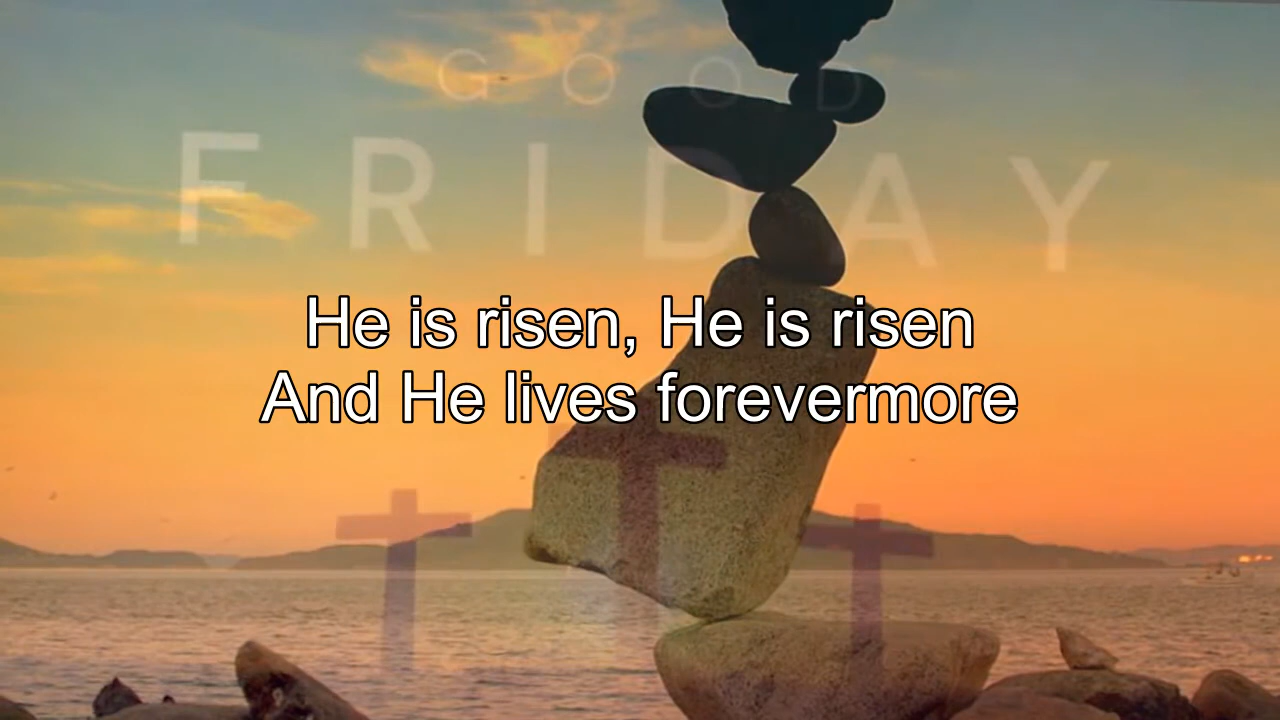 GOOD
FRIDAY
He is risen, He is risen
And He lives forevermore